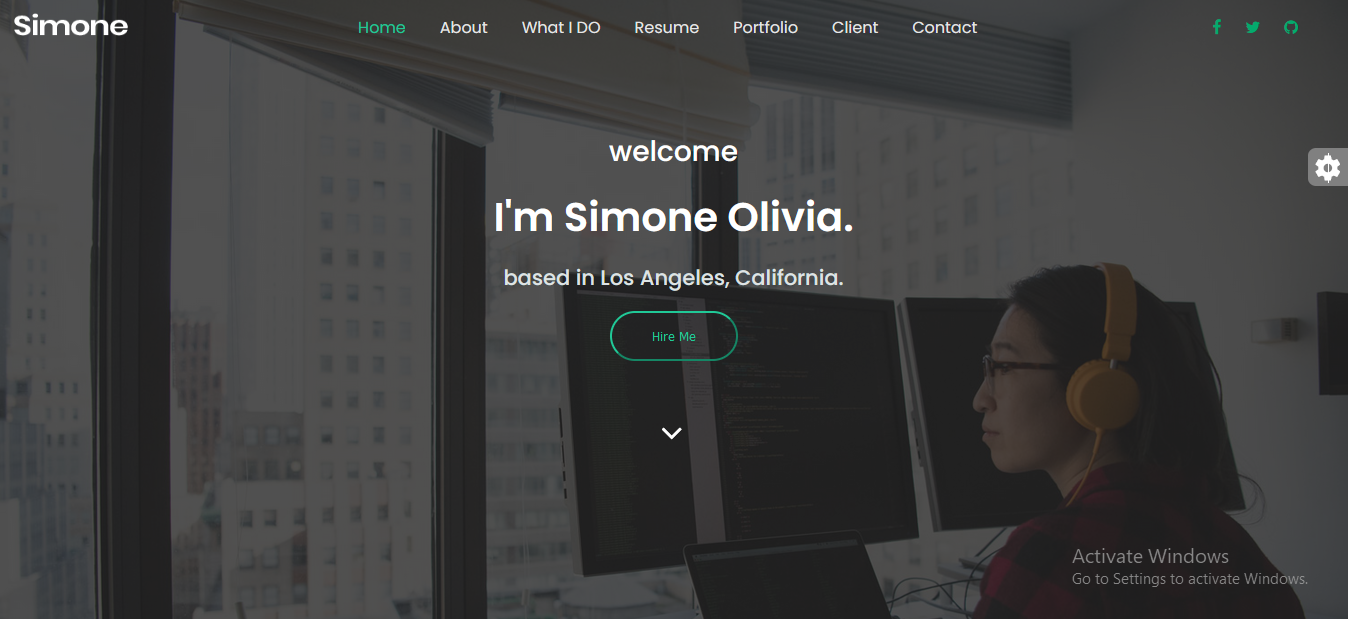 Simone
Home About What I DO Resume Portfolio Client Contact
welcome
I'm Simone Olivia.
based in Los Angeles, California.
Hire Me
Activate Windows
Go to Settings to activate Windows.